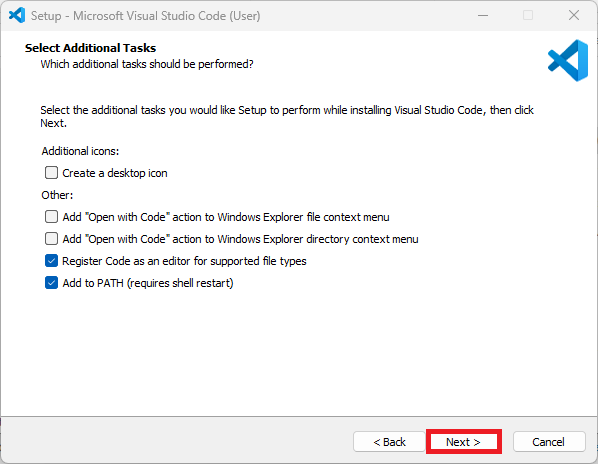 Setup - Microsoft Visual Studio Code (User)
Select Additional Tasks
Which additional tasks should be performed?
Select the additional tasks you would like Setup to perform while installing Visual Studio Code, then click
Next.
Additional icons:
Create a desktop icon
Other:
Add "Open with Code" action to Windows Explorer file context menu
Add "Open with Code" action to Windows Explorer directory context menu
Register Code as an editor for supported file types
Add to PATH (requires shell restart)
< Back Next > Cancel